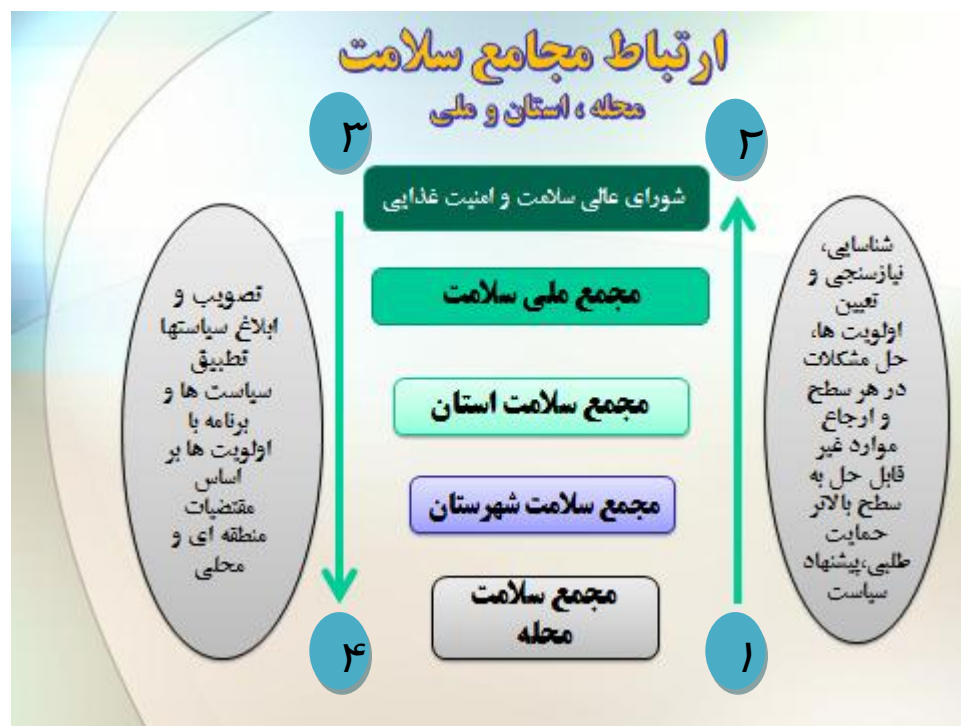 ارتباط مجامع سلامت
محله ، استان و ملی
۲
۳
شورای عالی سلامت و امنیت غذایی
مجمع ملی سلامت
مجمع سلامت استان
مجمع سلامت شهرستان
مجمع سلامت
محله
شناسایی،
نیازسنجی و
تعیین
اولویت ها،
حل مشکلات
در هر سطح
و ارجاع
موارد غیر
قابل حل به
سطح بالاتر
حمایت
طلبی،پیشنهاد
سیاست
تصویب و
ابلاغ سیاستها
تطبیق
سیاست ها و
برنامه با
اولویت ها بر
اساس
مقتضیات
منطقه ای و
محلی
۱
۴